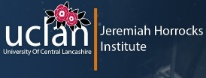 uclan
University Of Central Lancashire
Jeremiah Horrocks
Institute